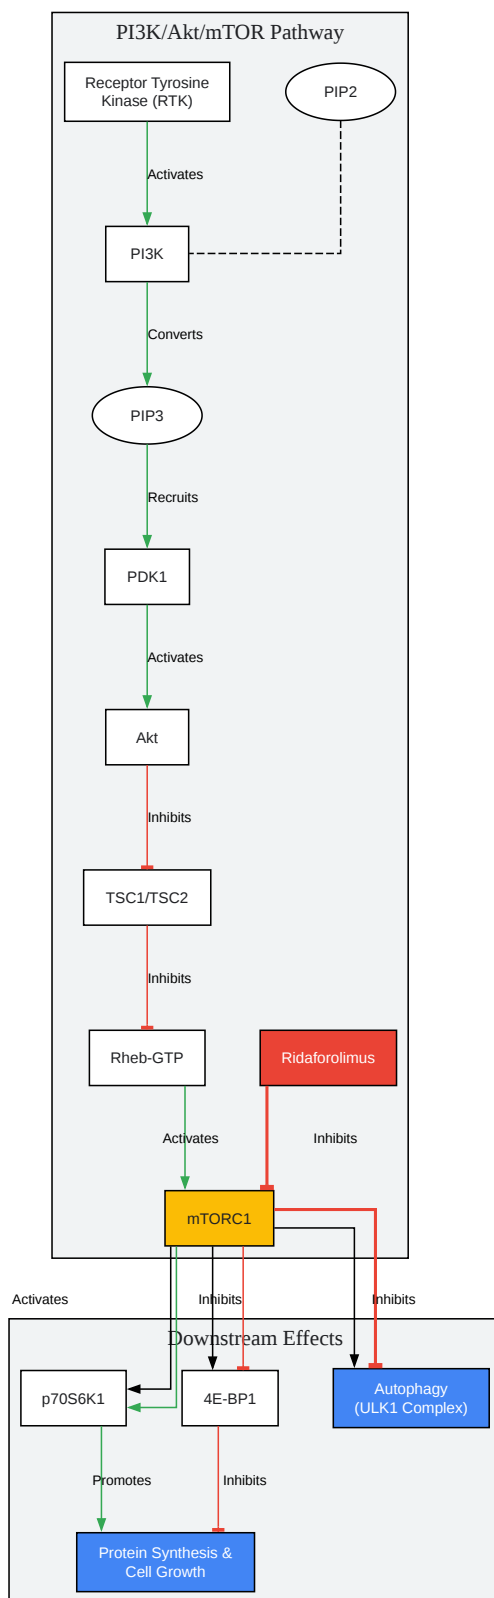 PI3K/Akt/mTOR Pathway
Receptor Tyrosine
Kinase (RTK)
PIP2
Activates
PI3K
Converts
PIP3
Recruits
PDK1
Activates
Akt
Inhibits
TSC1/TSC2
Inhibits
Rheb-GTP
Ridaforolimus
Activates
Inhibits
mTORC1
Activates
Inhibits
Inhibits
Downstream Effects
p70S6K1
4E-BP1
Autophagy
(ULK1 Complex)
Promotes
Inhibits
Protein Synthesis &
Cell Growth